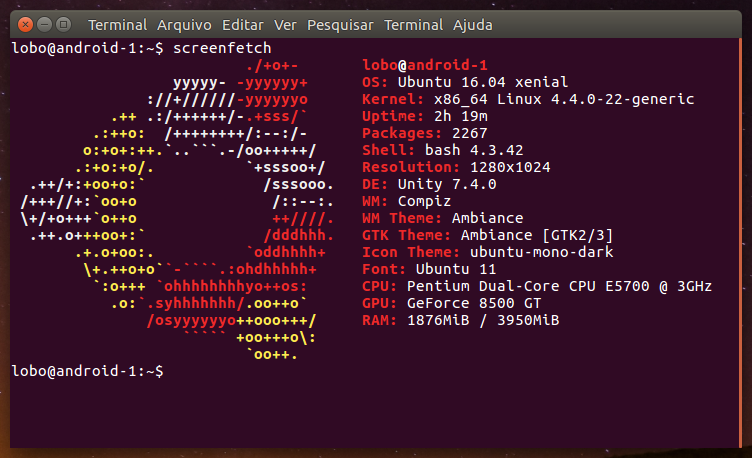 Terminal Arquivo Editar Ver Pesquisar Terminal Ajuda
lobo@android-1:~$ screenfetch
                          ./+o+-       lobo@android-1
                  yyyyy- -yyyyyy+      OS: Ubuntu 16.04 xenial
               ://+//////-yyyyyyo      Kernel: x86_64 Linux 4.4.0-22-generic
           .++ .:/++++++/-.+sss/`      Uptime: 2h 19m
         .:++o:  /++++++++/:--:/-      Packages: 2267
        o:+o+:++.`..```.-/oo+++++/     Shell: bash 4.3.42
       .:+o:+o/.          `+sssoo+/    Resolution: 1280x1024
  .++/+:+oo+o:`             /sssooo.   DE: Unity 7.4.0
 /+++//+:`oo+o               /::--:.   WM: Compiz
 \+/+o+++`o++o               ++////.   WM Theme: Ambiance
  .++.o+++oo+:`             /dddhhh.   GTK Theme: Ambiance [GTK2/3]
       .+.o+oo:.          `oddhhhh+    Icon Theme: ubuntu-mono-dark
        \+.++o+o``-````.:ohdhhhhh+     Font: Ubuntu 11
         `:o+++ `ohhhhhhhhyo++os:      CPU: Pentium Dual-Core CPU E5700 @ 3GHz
           .o:`.syhhhhhhh/.oo++o`      GPU: GeForce 8500 GT
               /osyyyyyyo++ooo+++/     RAM: 1876MiB / 3950MiB
                   ````` +oo+++o\:
                          `oo++.
lobo@android-1:~$